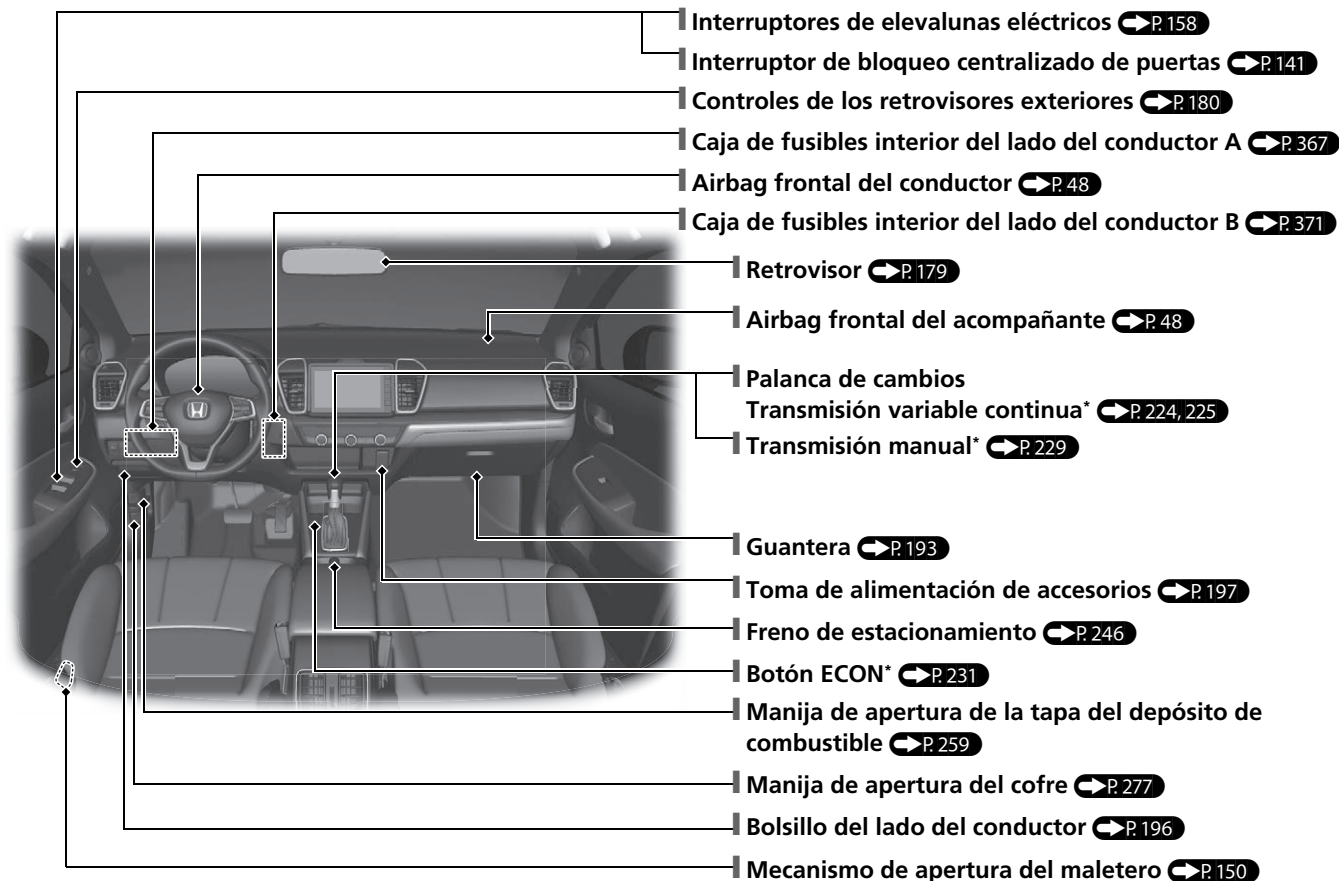 Interruptores de elevalunas eléctricos P. 158
Interruptor de bloqueo centralizado de puertas P. 141
Controles de los retrovisores exteriores P. 180
Caja de fusibles interior del lado del conductor A P. 367
Airbag frontal del conductor P. 48
Caja de fusibles interior del lado del conductor B P. 371
Retrovisor P. 179
Airbag frontal del acompañante P. 48
Palanca de cambios
Transmisión variable continua* P. 224, 225
Transmisión manual* P. 229
Guantera P. 193
Toma de alimentación de accesorios P. 197
Freno de estacionamiento P. 246
Botón ECON* P. 231
Manija de apertura de la tapa del depósito de
combustible P. 259
Manija de apertura del cofre P. 277
Bolsillo del lado del conductor P. 196
Mecanismo de apertura del maletero P. 150